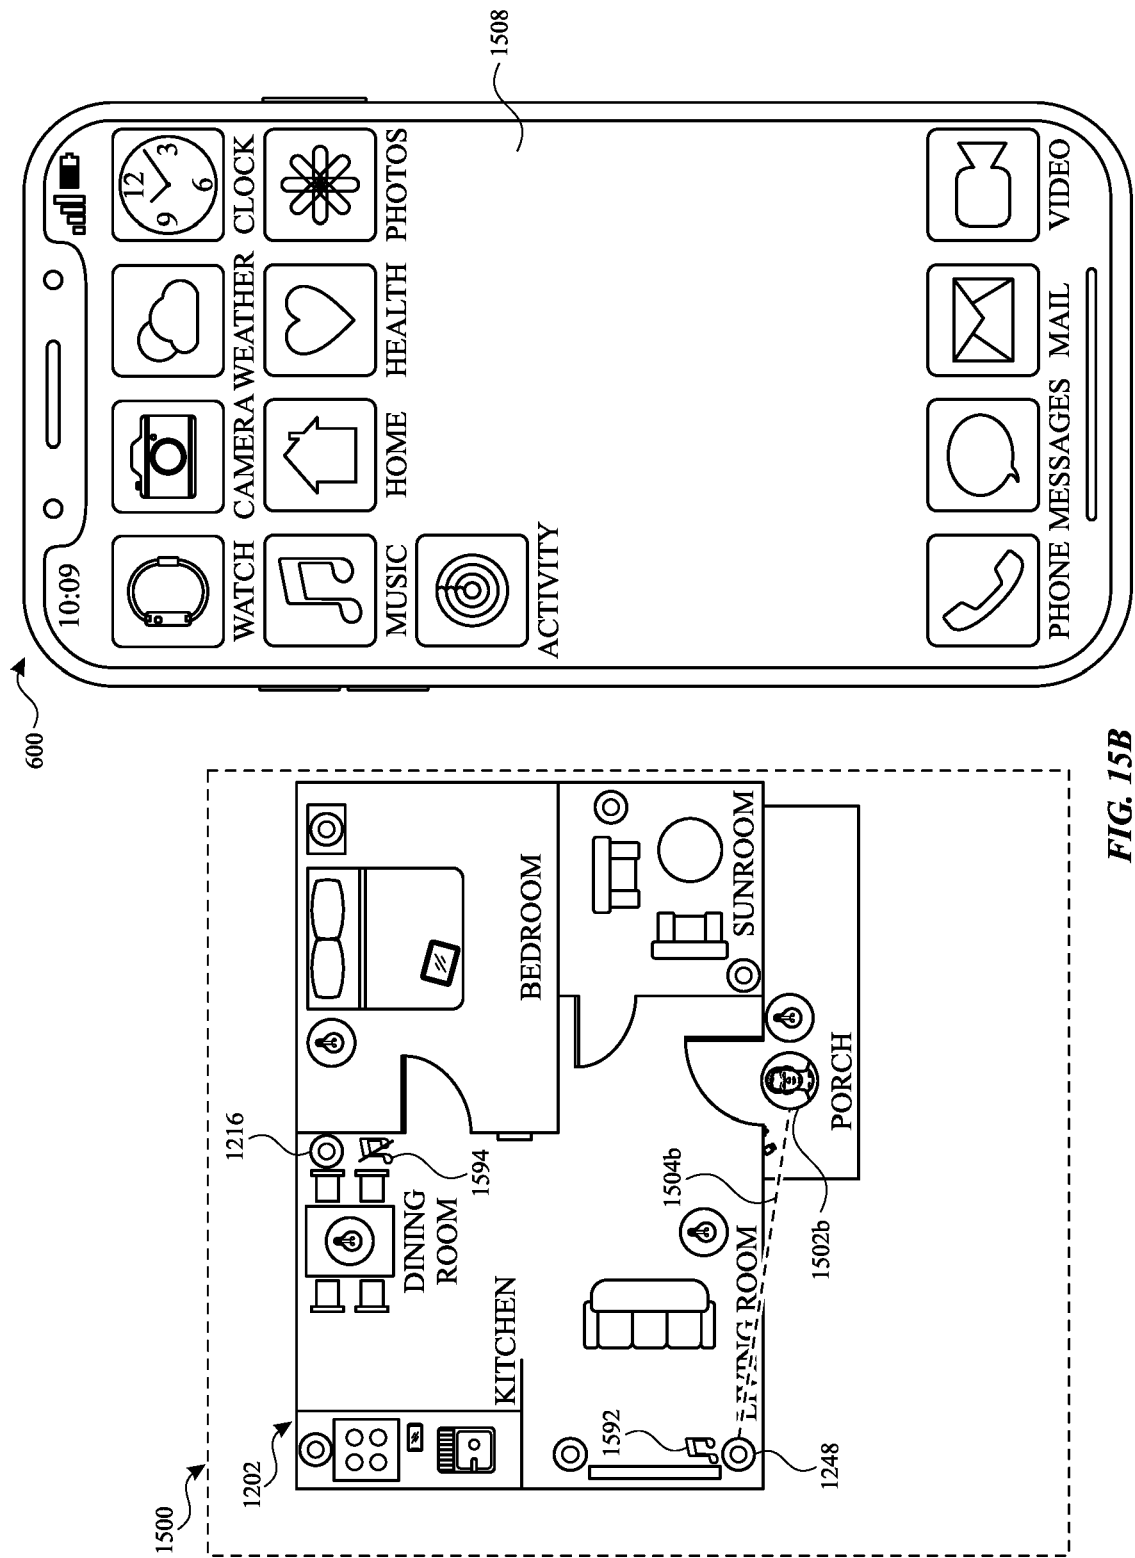 600
10:09
12
3
6
9
WATCH
CAMERA
WEATHER
CLOCK
MUSIC
HOME
HEALTH
PHOTOS
ACTIVITY
1508
PHONE
MESSAGES
MAIL
VIDEO
1500
1202
1216
1594
DINING
ROOM
BEDROOM
KITCHEN
1592
LIVING ROOM
1504b
SUNROOM
1248
1502b
PORCH
FIG. 15B